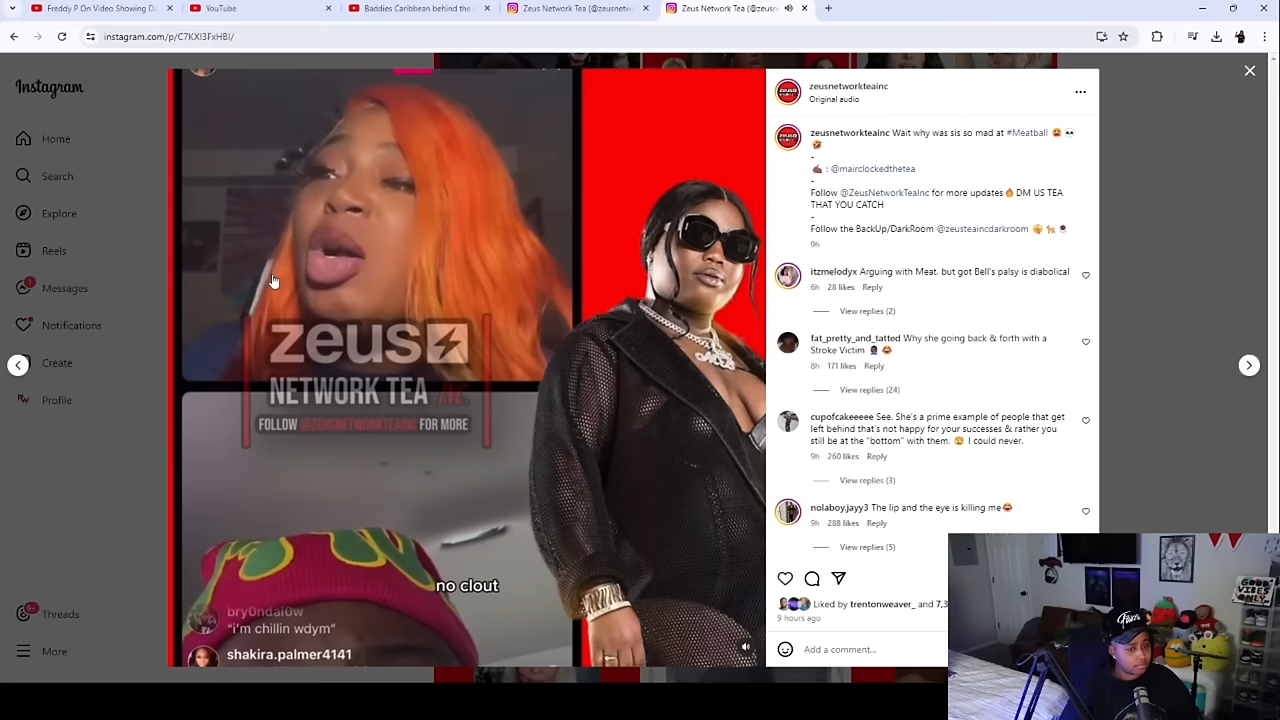 Freddy P On Video Showing Di
YouTube
Baddies Caribbean behind the
Zeus Network Tea (@zeusnetw
Zeus Network Tea (@zeusn
instagram.com/p/C7KXI3FxHBI/
Instagram
Home
Search
Explore
Reels
1
Messages
Notifications
Create
Profile
9+
Threads
More
zeus
NETWORK TEA
FOLLOW @ZEUSNETWORKTEAINC FOR MORE
no clout
bry0ndal0w
“i’m chillin wdym”
shakira.palmer4141
zeusnetworkteainc
Original audio
zeusnetworkteainc Wait why was sis so mad at #Meatball 🤩 👀
🤣
-
✍🏾 : @mairclockedthetea
-
Follow @ZeusNetworkTeaInc for more updates🔥 DM US TEA
THAT YOU CATCH
-
Follow the BackUp/DarkRoom @zeusteaincdarkroom
9h
itzmelodyx Arguing with Meat, but got Bell's palsy is diabolical
6h 28 likes Reply
View replies (2)
fat_pretty_and_tatted Why she going back & forth with a
Stroke Victim 🤦🏿‍♀️ 😂
8h 171 likes Reply
View replies (24)
cupofcakeeeee See. She's a prime example of people that get
left behind that's not happy for your successes & rather you
still be at the "bottom" with them. 😩 I could never.
9h 260 likes Reply
View replies (3)
nolaboy.jayy3 The lip and the eye is killing me😂
9h 288 likes Reply
View replies (5)
Liked by trentonweaver_ and 7,3
9 hours ago
Add a comment...
GOOD
VIBES
ONLY